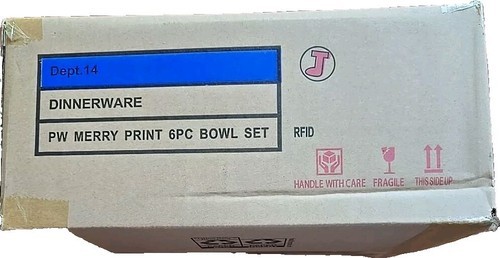 Dept.14
J
DINNERWARE
PW MERRY PRINT 6PC BOWL SET
RFID
HANDLE WITH CARE FRAGILE THIS SIDE UP